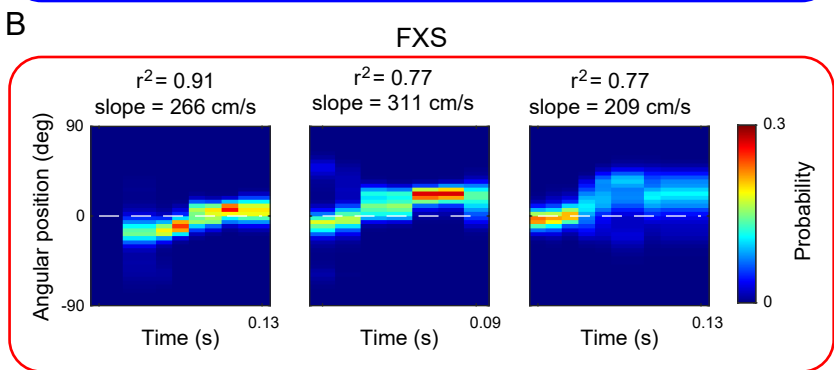 B
FXS
r2 = 0.91
slope = 266 cm/s
r2 = 0.77
slope = 311 cm/s
r2 = 0.77
slope = 209 cm/s
Angular position (deg)
90
0
-90
0.13
Time (s)
0.09
Time (s)
0.13
Time (s)
0.3
0
Probability